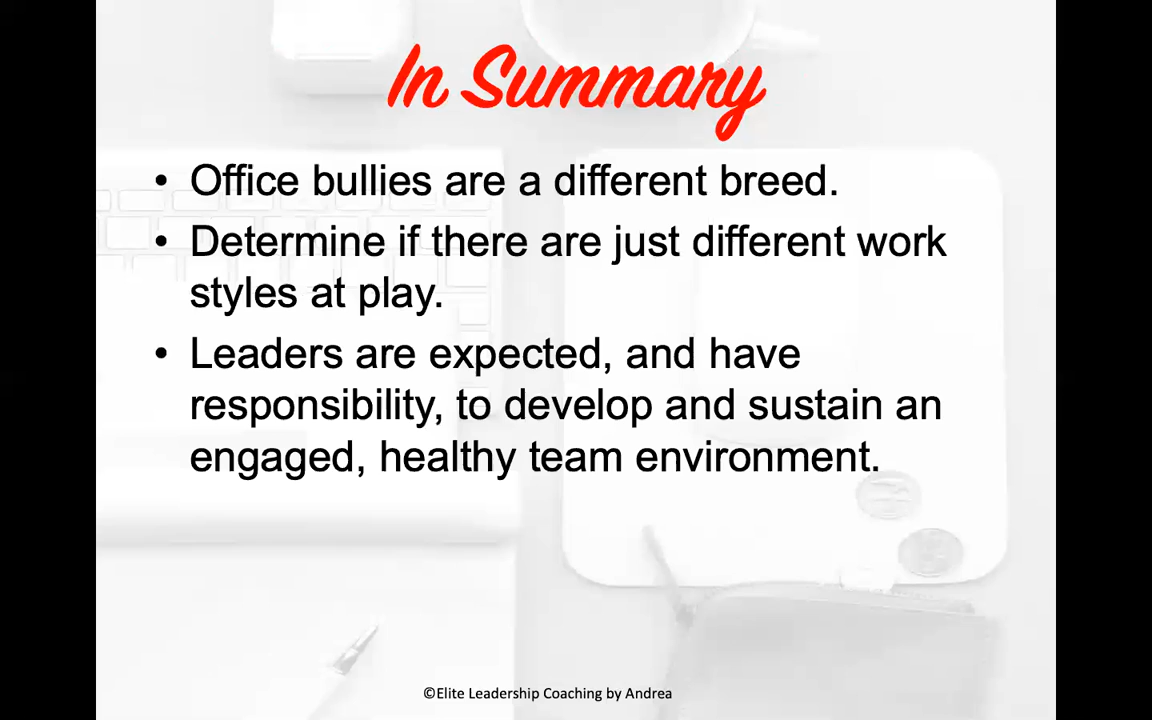 In Summary
• Office bullies are a different breed.
• Determine if there are just different work
styles at play.
• Leaders are expected, and have
responsibility, to develop and sustain an
engaged, healthy team environment.
©Elite Leadership Coaching by Andrea